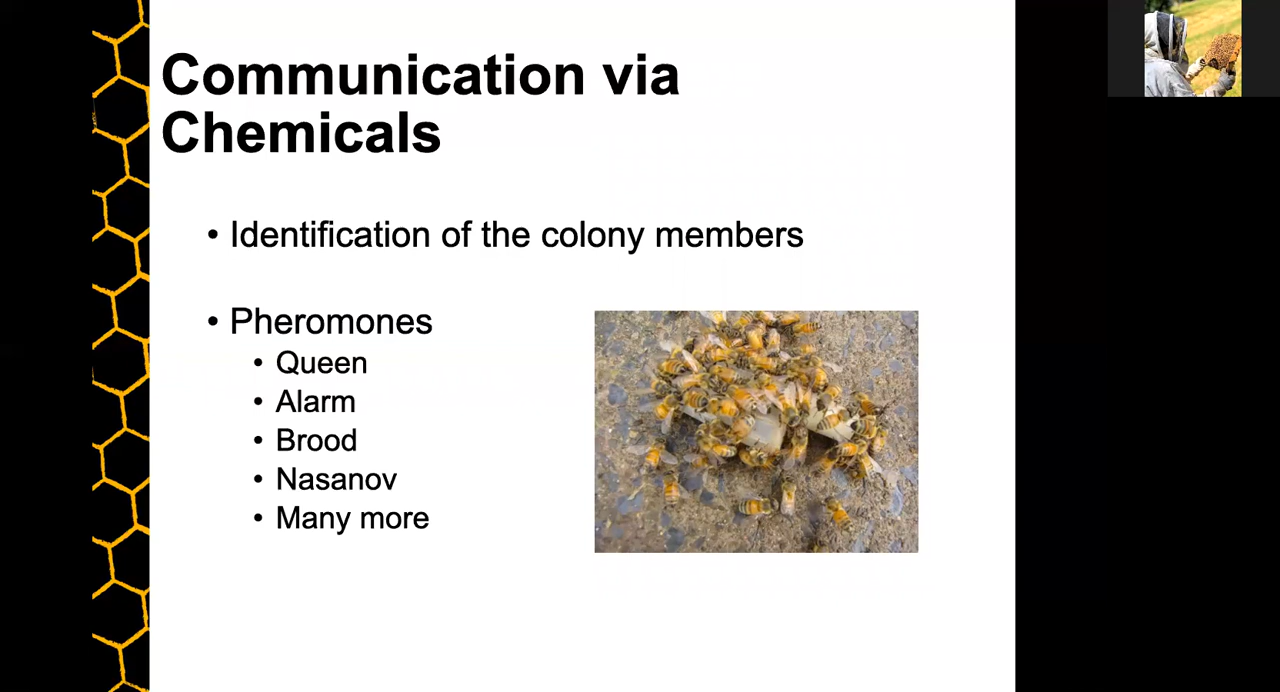 Communication via
Chemicals
• Identification of the colony members
• Pheromones
• Queen
• Alarm
• Brood
• Nasanov
• Many more